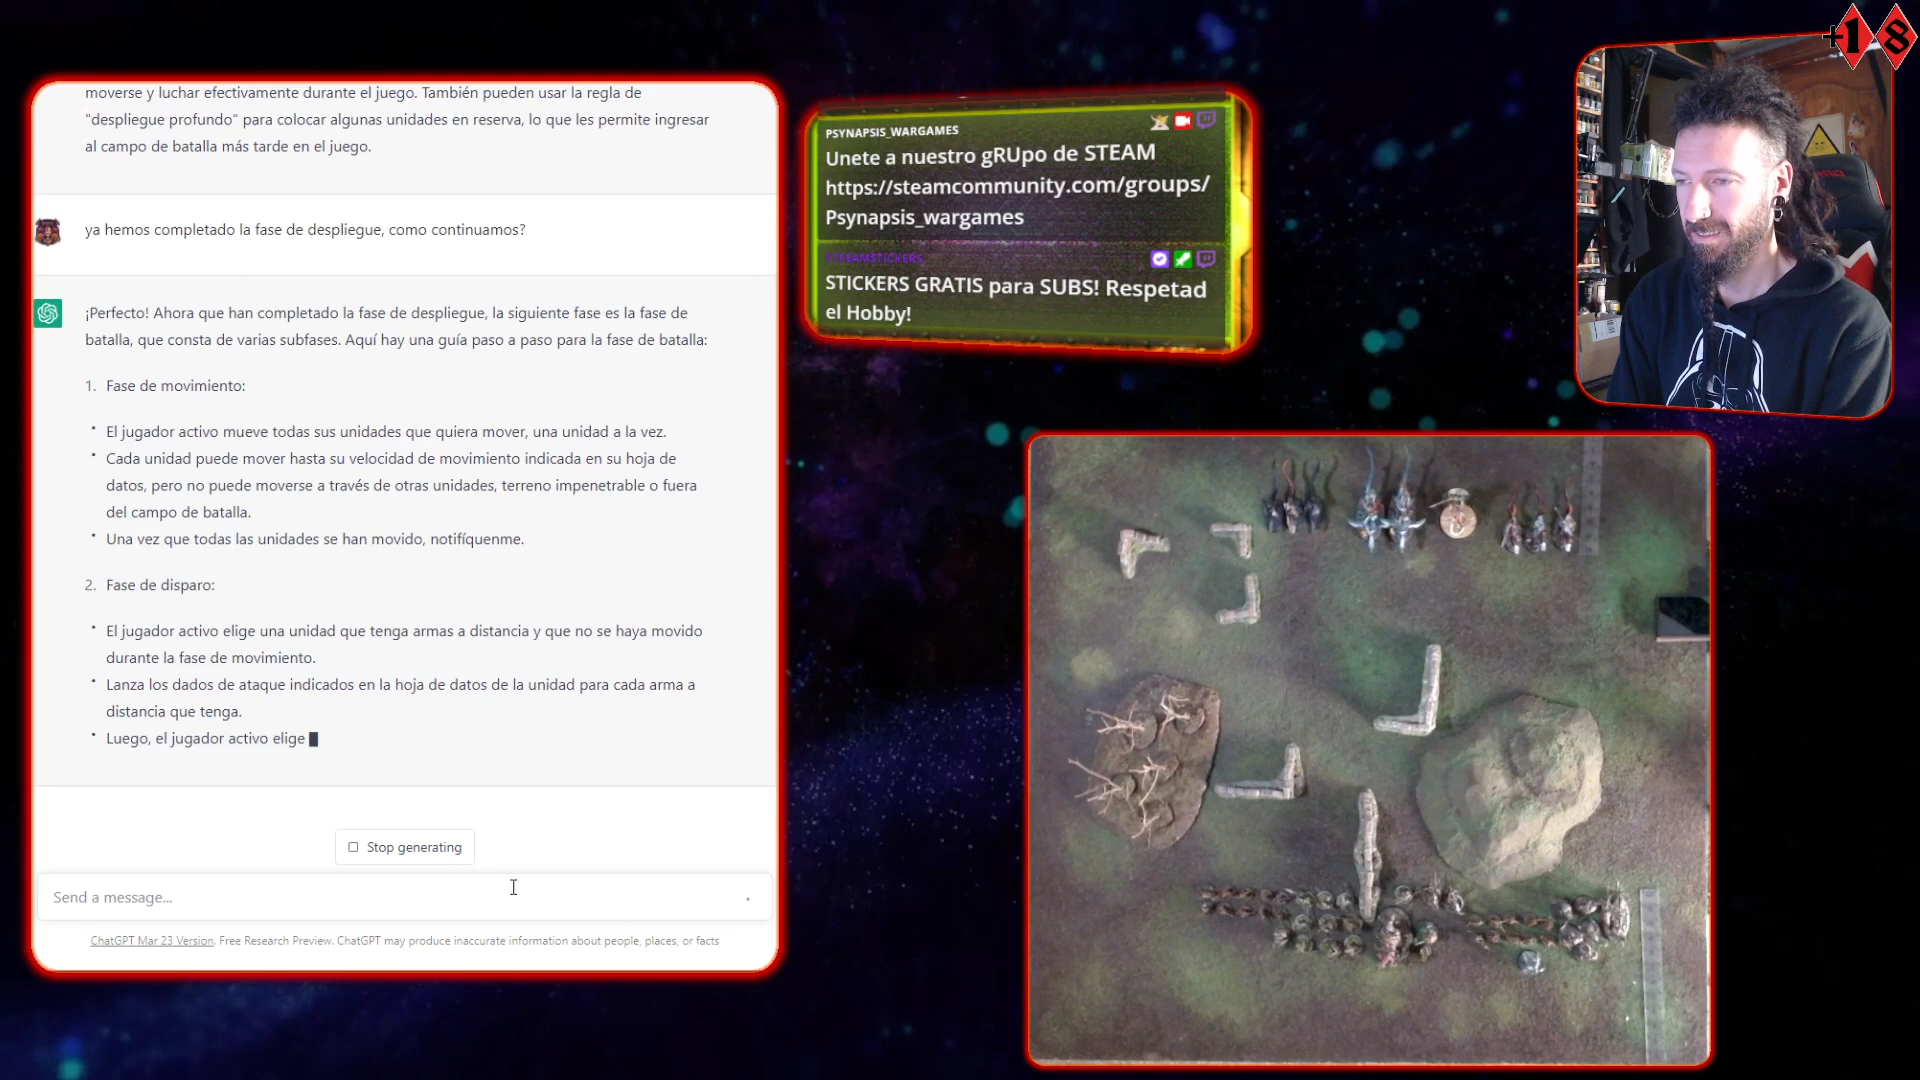 moverse y luchar efectivamente durante el juego. También pueden usar la regla de
"despliegue profundo" para colocar algunas unidades en reserva, lo que les permite ingresar
al campo de batalla más tarde en el juego.
ya hemos completado la fase de despliegue, como continuamos?
¡Perfecto! Ahora que han completado la fase de despliegue, la siguiente fase es la fase de
batalla, que consta de varias subfases. Aquí hay una guía paso a paso para la fase de batalla:
1. Fase de movimiento:
• El jugador activo mueve todas sus unidades que quiera mover, una unidad a la vez.
• Cada unidad puede mover hasta su velocidad de movimiento indicada en su hoja de
datos, pero no puede moverse a través de otras unidades, terreno impenetrable o fuera
del campo de batalla.
• Una vez que todas las unidades se han movido, notifíquenme.
2. Fase de disparo:
• El jugador activo elige una unidad que tenga armas a distancia y que no se haya movido
durante la fase de movimiento.
• Lanza los dados de ataque indicados en la hoja de datos de la unidad para cada arma a
distancia que tenga.
• Luego, el jugador activo elige
Stop generating
Send a message...
ChatGPT Mar 23 Version. Free Research Preview. ChatGPT may produce inaccurate information about people, places, or facts
PSYNAPSIS_WARGAMES
Unete a nuestro gRUpo de STEAM
https://steamcommunity.com/groups/
Psynapsis_wargames
STREAMSTICKERS
STICKERS GRATIS para SUBS! Respetad
el Hobby!
+18